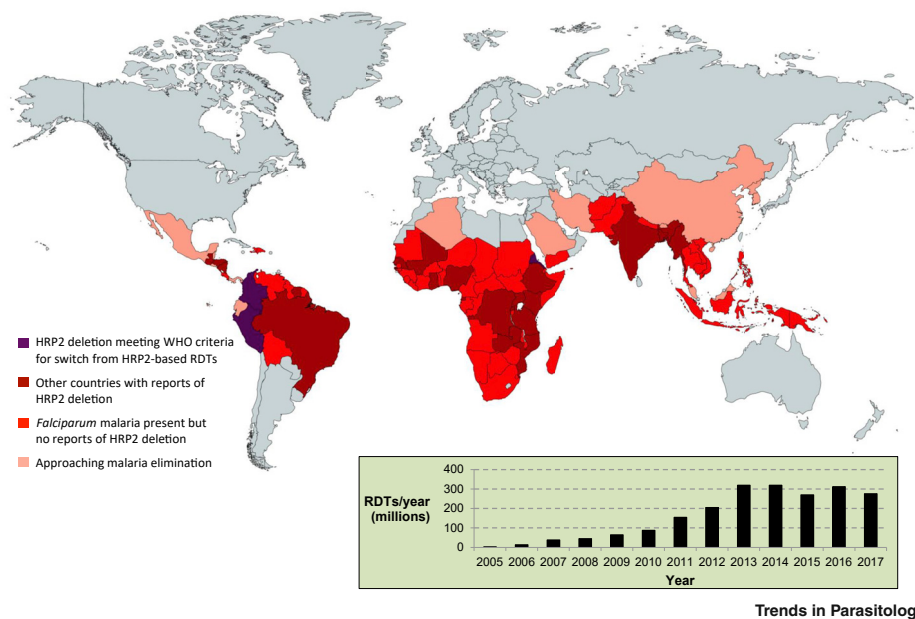 HRP2 deletion meeting WHO criteria
for switch from HRP2-based RDTs
Other countries with reports of
HRP2 deletion
Falciparum malaria present but
no reports of HRP2 deletion
Approaching malaria elimination
RDTs/year
(millions)
400
300
200
100
0
2005 2006 2007 2008 2009 2010 2011 2012 2013 2014 2015 2016 2017
Year
Trends in Parasitolog